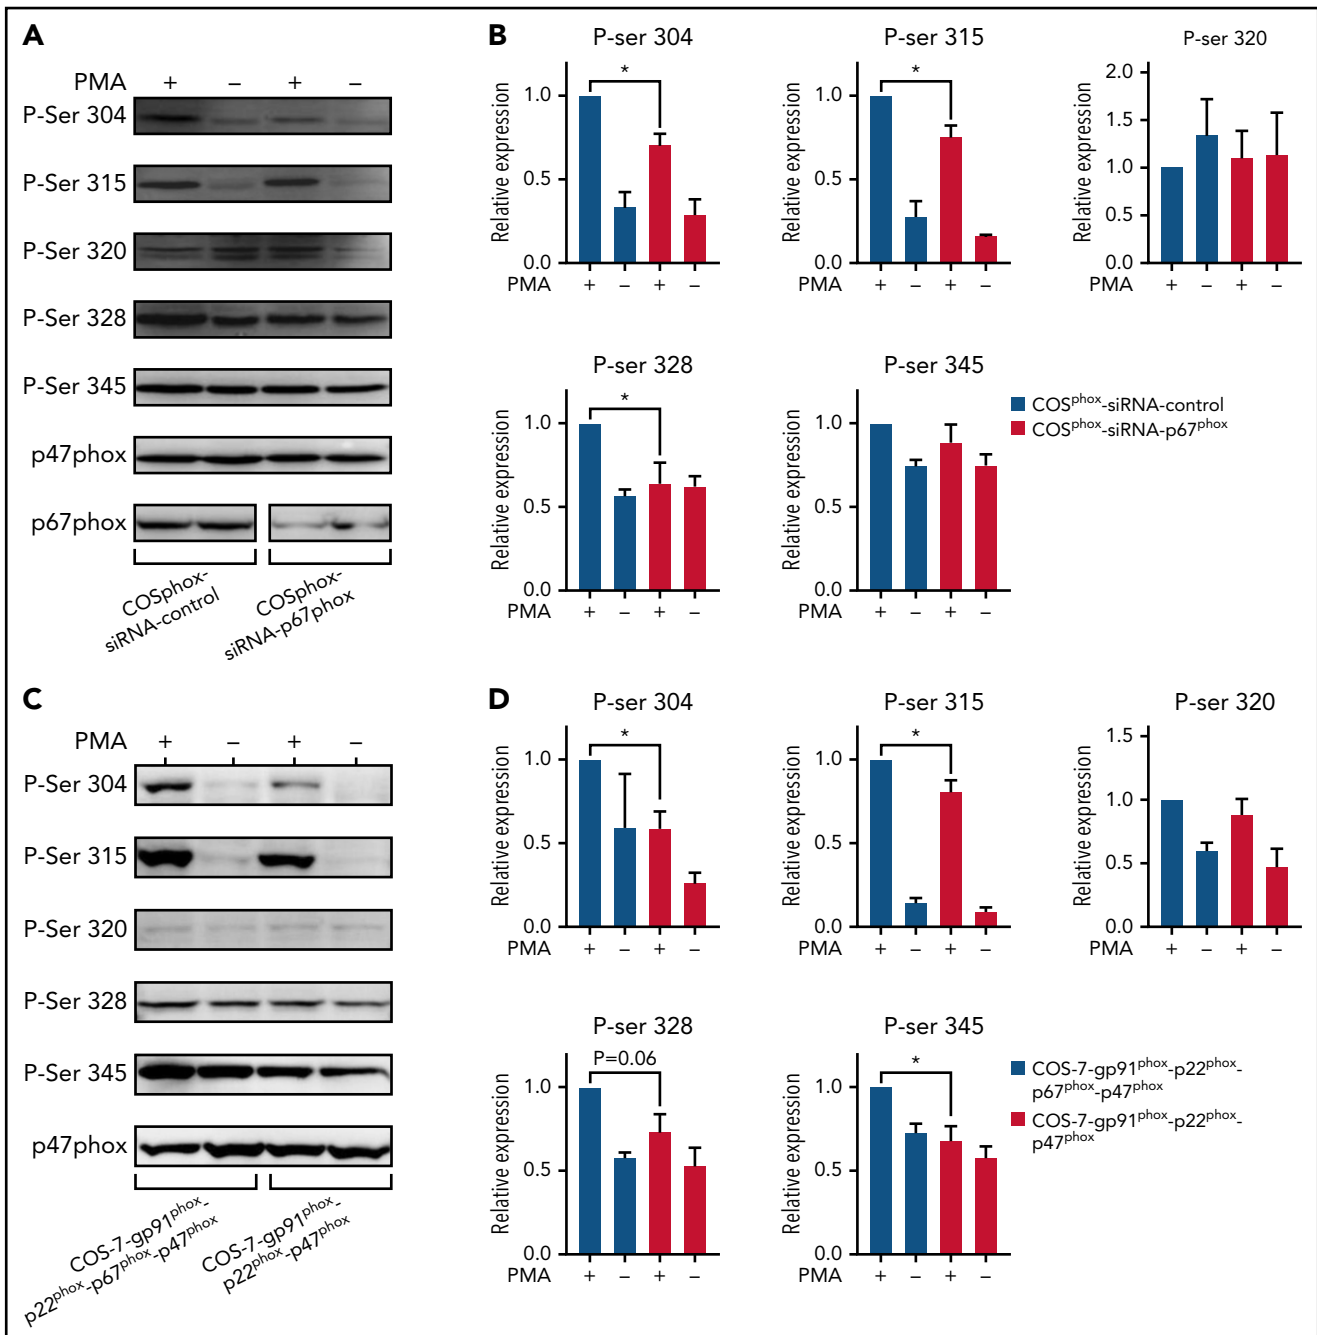 A
PMA + – + –
P-Ser 304
P-Ser 315
P-Ser 320
P-Ser 328
P-Ser 345
p47phox
p67phox
COSphox-
siRNA-control
COSphox-
siRNA-p67phox
B
P-ser 304
Relative expression
1.0
0.5
0.0
*
PMA + – + –
P-ser 315
Relative expression
1.0
0.5
0.0
*
PMA + – + –
P-ser 320
Relative expression
2.0
1.5
1.0
0.5
0.0
PMA + – + –
P-ser 328
Relative expression
1.0
0.5
0.0
*
PMA + – + –
P-ser 345
Relative expression
1.0
0.5
0.0
PMA + – + –
COSphox-siRNA-control
COSphox-siRNA-p67phox
C
PMA + – + –
P-Ser 304
P-Ser 315
P-Ser 320
P-Ser 328
P-Ser 345
p47phox
COS-7-gp91phox-
p22phox-p67phox-p47phox
COS-7-gp91phox-
p22phox-p47phox
D
P-ser 304
Relative expression
1.0
0.5
0.0
*
PMA + – + –
P-ser 315
Relative expression
1.0
0.5
0.0
*
PMA + – + –
P-ser 320
Relative expression
1.5
1.0
0.5
0.0
PMA + – + –
P-ser 328
Relative expression
1.0
0.5
0.0
P=0.06
PMA + – + –
P-ser 345
Relative expression
1.0
0.5
0.0
*
PMA + – + –
COS-7-gp91phox-p22phox-
p67phox-p47phox
COS-7-gp91phox-p22phox-
p47phox